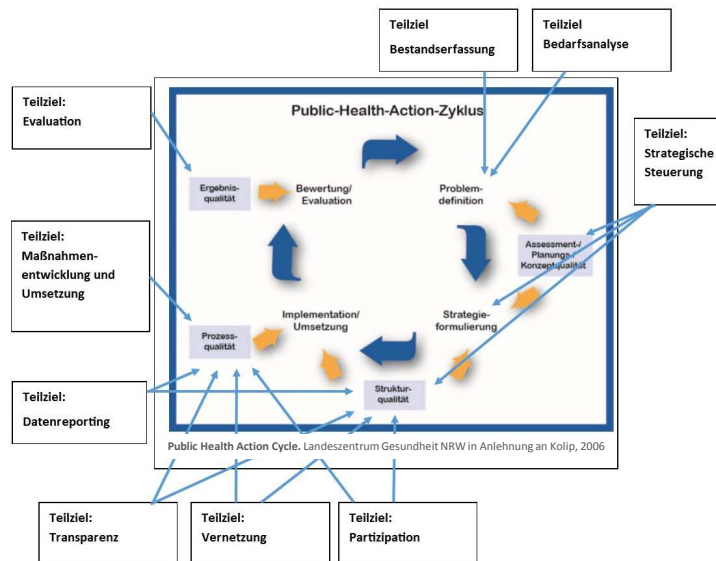 Teilziel
Bestandserfassung
Teilziel
Bedarfsanalyse
Teilziel:
Evaluation
Teilziel:
Strategische
Steuerung
Public-Health-Action-Zyklus
Ergebnis-
qualität
Bewertung/
Evaluation
Problem-
definition
Assessment-/
Planungs-/
Konzeptqualität
Teilziel:
Maßnahmen-
entwicklung und
Umsetzung
Implementation/
Umsetzung
Strategie-
formulierung
Prozess-
qualität
Struktur-
qualität
Teilziel:
Datenreporting
Public Health Action Cycle. Landeszentrum Gesundheit NRW in Anlehnung an Kolip, 2006
Teilziel:
Transparenz
Teilziel:
Vernetzung
Teilziel:
Partizipation